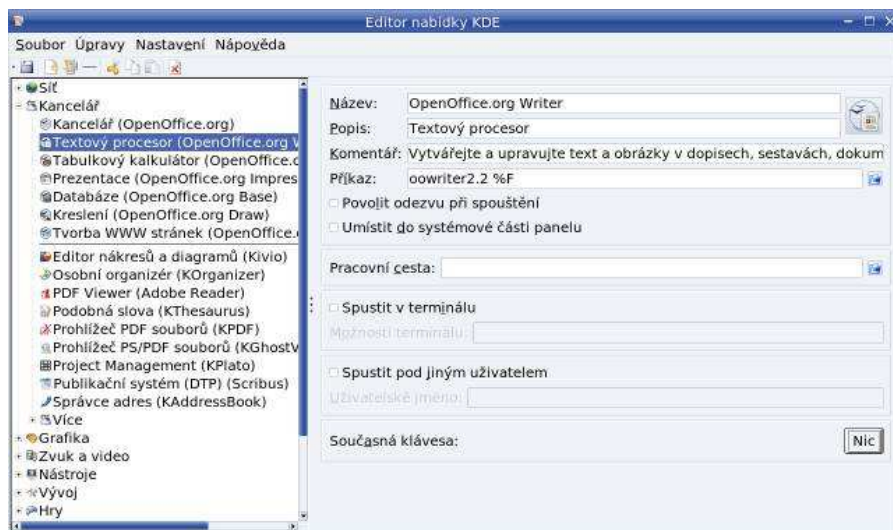 Editor nabídky KDE
Soubor Úpravy Nastavení Nápověda
Síť
Kancelář
Kancelář (OpenOffice.org)
Textový procesor (OpenOffice.org W
Tabulkový kalkulátor (OpenOffice.o
Prezentace (OpenOffice.org Impres
Databáze (OpenOffice.org Base)
Kreslení (OpenOffice.org Draw)
Tvorba WWW stránek (OpenOffice.
Editor nákresů a diagramů (Kivio)
Osobní organizér (KOrganizer)
PDF Viewer (Adobe Reader)
Podobná slova (KThesaurus)
Prohlížeč PDF souborů (KPDF)
Prohlížeč PS/PDF souborů (KGhostV
Project Management (KPlato)
Publikační systém (DTP) (Scribus)
Správce adres (KAddressBook)
Více
Grafika
Zvuk a video
Nástroje
Vývoj
Hry
Název: OpenOffice.org Writer
Popis: Textový procesor
Komentář: Vytvářejte a upravujte text a obrázky v dopisech, sestavách, dokum
Příkaz: oowriter2.2 %F
Povolit odezvu při spouštění
Umístit do systémové části panelu
Pracovní cesta:
Spustit v terminálu
Možnosti terminálu:
Spustit pod jiným uživatelem
Uživatelské jméno:
Současná klávesa: Nic